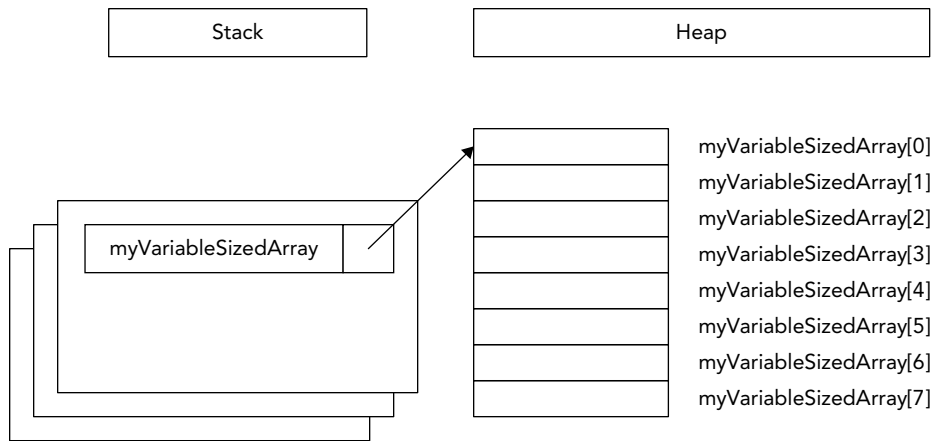 Stack
Heap
myVariableSizedArray
myVariableSizedArray[0]
myVariableSizedArray[1]
myVariableSizedArray[2]
myVariableSizedArray[3]
myVariableSizedArray[4]
myVariableSizedArray[5]
myVariableSizedArray[6]
myVariableSizedArray[7]